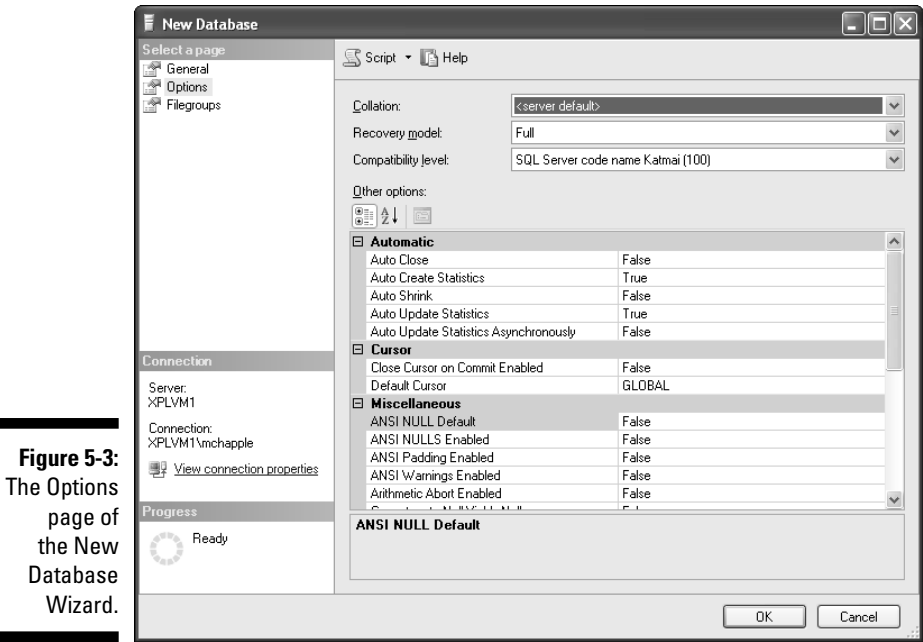 New Database
Select a page
General
Options
Filegroups
Script
Help
Collation: <server default>
Recovery model: Full
Compatibility level: SQL Server code name Katmai (100)
Other options:
Automatic
Auto Close False
Auto Create Statistics True
Auto Shrink False
Auto Update Statistics True
Auto Update Statistics Asynchronously False
Cursor
Close Cursor on Commit Enabled False
Default Cursor GLOBAL
Miscellaneous
ANSI NULL Default False
ANSI NULLS Enabled False
ANSI Padding Enabled False
ANSI Warnings Enabled False
Arithmetic Abort Enabled False
ANSI NULL Default
Connection
Server:
XPLVM1
Connection:
XPLVM1\mchapple
View connection properties
Progress
Ready
OK
Cancel
Figure 5-3:
The Options
page of
the New
Database
Wizard.